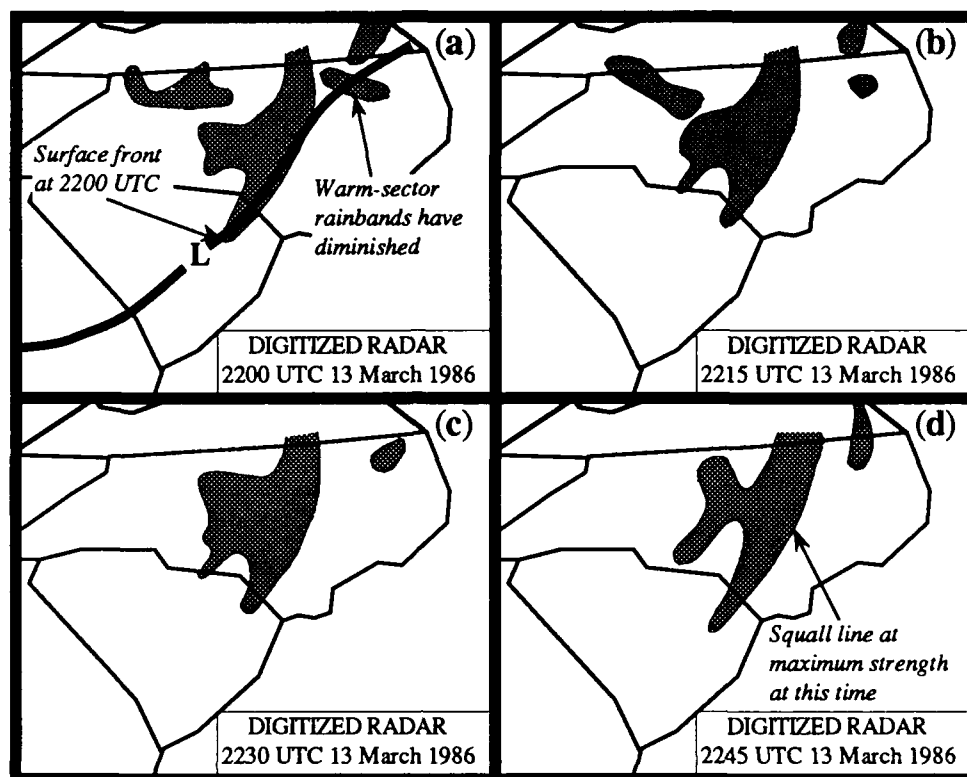 (a)
Surface front
at 2200 UTC
Warm-sector
rainbands have
diminished
L
DIGITIZED RADAR
2200 UTC 13 March 1986
(b)
DIGITIZED RADAR
2215 UTC 13 March 1986
(c)
DIGITIZED RADAR
2230 UTC 13 March 1986
(d)
Squall line at
maximum strength
at this time
DIGITIZED RADAR
2245 UTC 13 March 1986